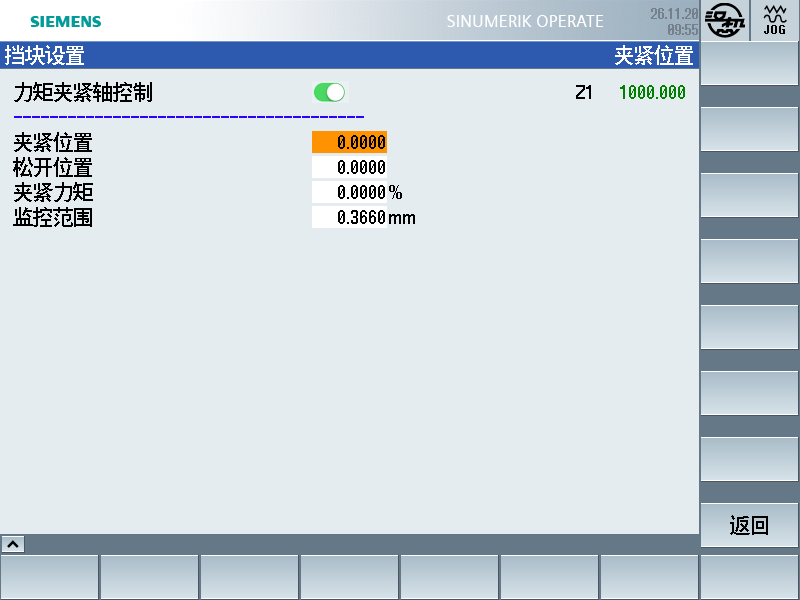 SIEMENS
SINUMERIK OPERATE
26.11.20
09:55
汉机
JOG
挡块设置 夹紧位置
力矩夹紧轴控制 Z1 1000.000
夹紧位置 0.0000
松开位置 0.0000
夹紧力矩 0.0000 %
监控范围 0.3660 mm
返回